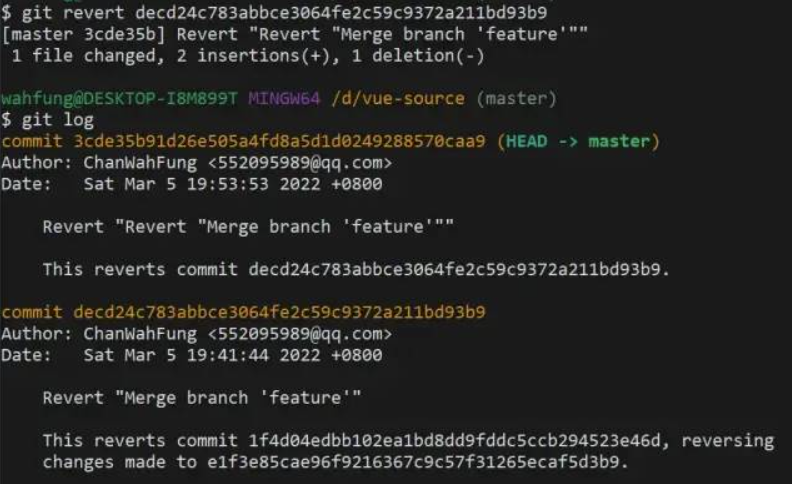 $ git revert decd24c783abbce3064fe2c59c9372a211bd93b9
[master 3cde35b] Revert "Revert "Merge branch 'feature'""
1 file changed, 2 insertions(+), 1 deletion(-)
wahfung@DESKTOP-I8M899T MINGW64 /d/vue-source (master)
$ git log
commit 3cde35b91d26e505a4fd8a5d1d0249288570caa9 (HEAD -> master)
Author: ChanWahFung <552095989@qq.com>
Date: Sat Mar 5 19:53:53 2022 +0800
Revert "Revert "Merge branch 'feature'""
This reverts commit decd24c783abbce3064fe2c59c9372a211bd93b9.
commit decd24c783abbce3064fe2c59c9372a211bd93b9
Author: ChanWahFung <552095989@qq.com>
Date: Sat Mar 5 19:41:44 2022 +0800
Revert "Merge branch 'feature'"
This reverts commit 1f4d04edbb102ea1bd8dd9fddc5ccb294523e46d, reversing
changes made to e1f3e85cae96f9216367c9c57f31265ecaf5d3b9.